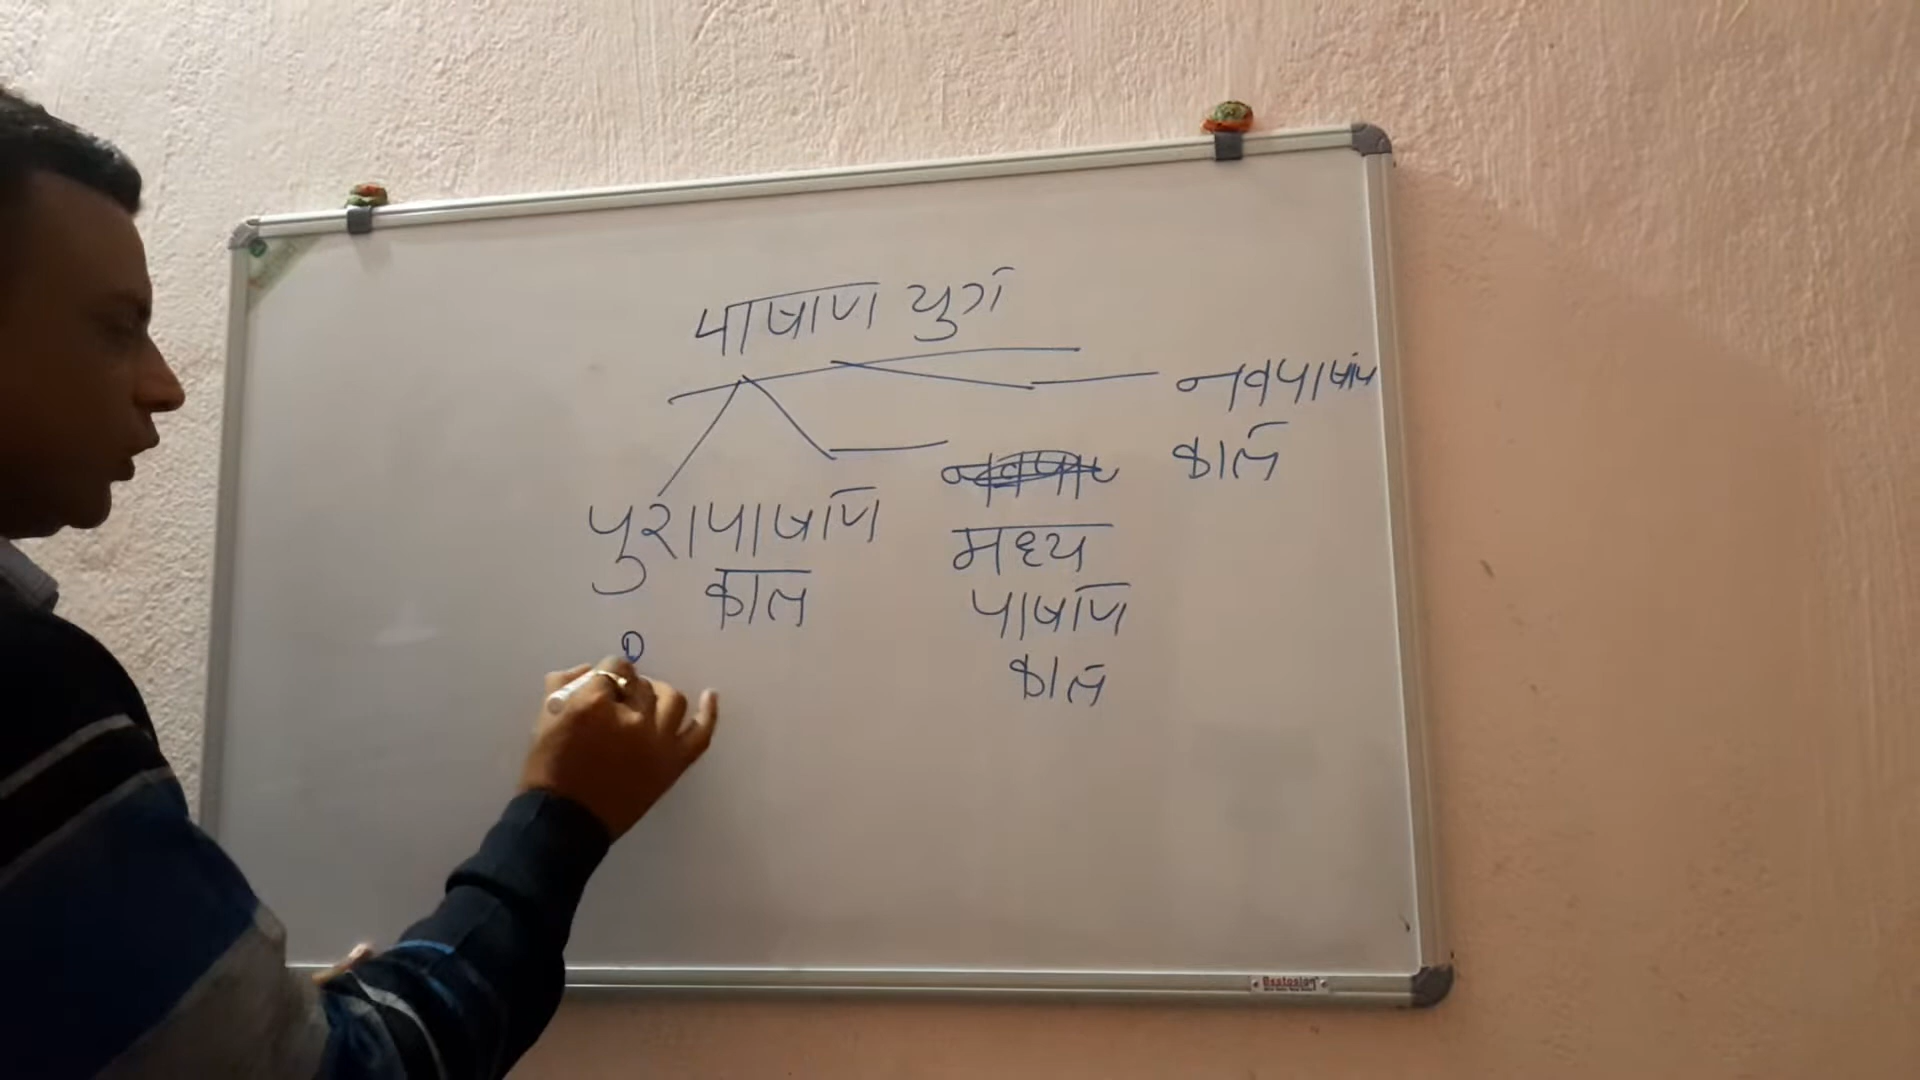 पाषाण युग
नवपाषाण
काल
पुरापाषाण
काल
मध्य
पाषाण
काल